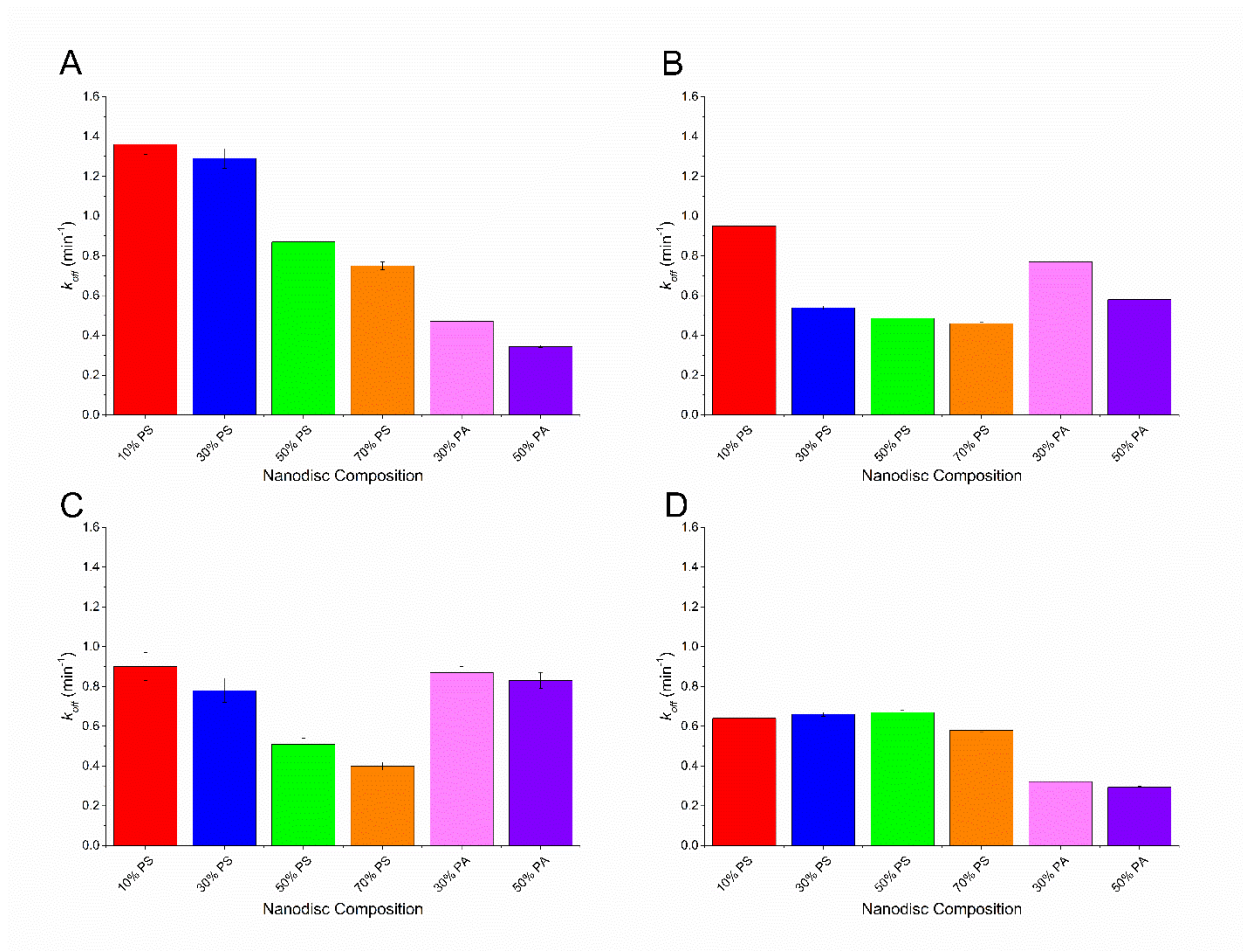 A
1.6
1.4
1.2
1.0
0.8
0.6
0.4
0.2
0.0
k_off (min⁻¹)
10% PS
30% PS
50% PS
70% PS
30% PA
50% PA
Nanodisc Composition
B
1.6
1.4
1.2
1.0
0.8
0.6
0.4
0.2
0.0
k_off (min⁻¹)
10% PS
30% PS
50% PS
70% PS
30% PA
50% PA
Nanodisc Composition
C
1.6
1.4
1.2
1.0
0.8
0.6
0.4
0.2
0.0
k_off (min⁻¹)
10% PS
30% PS
50% PS
70% PS
30% PA
50% PA
Nanodisc Composition
D
1.6
1.4
1.2
1.0
0.8
0.6
0.4
0.2
0.0
k_off (min⁻¹)
10% PS
30% PS
50% PS
70% PS
30% PA
50% PA
Nanodisc Composition